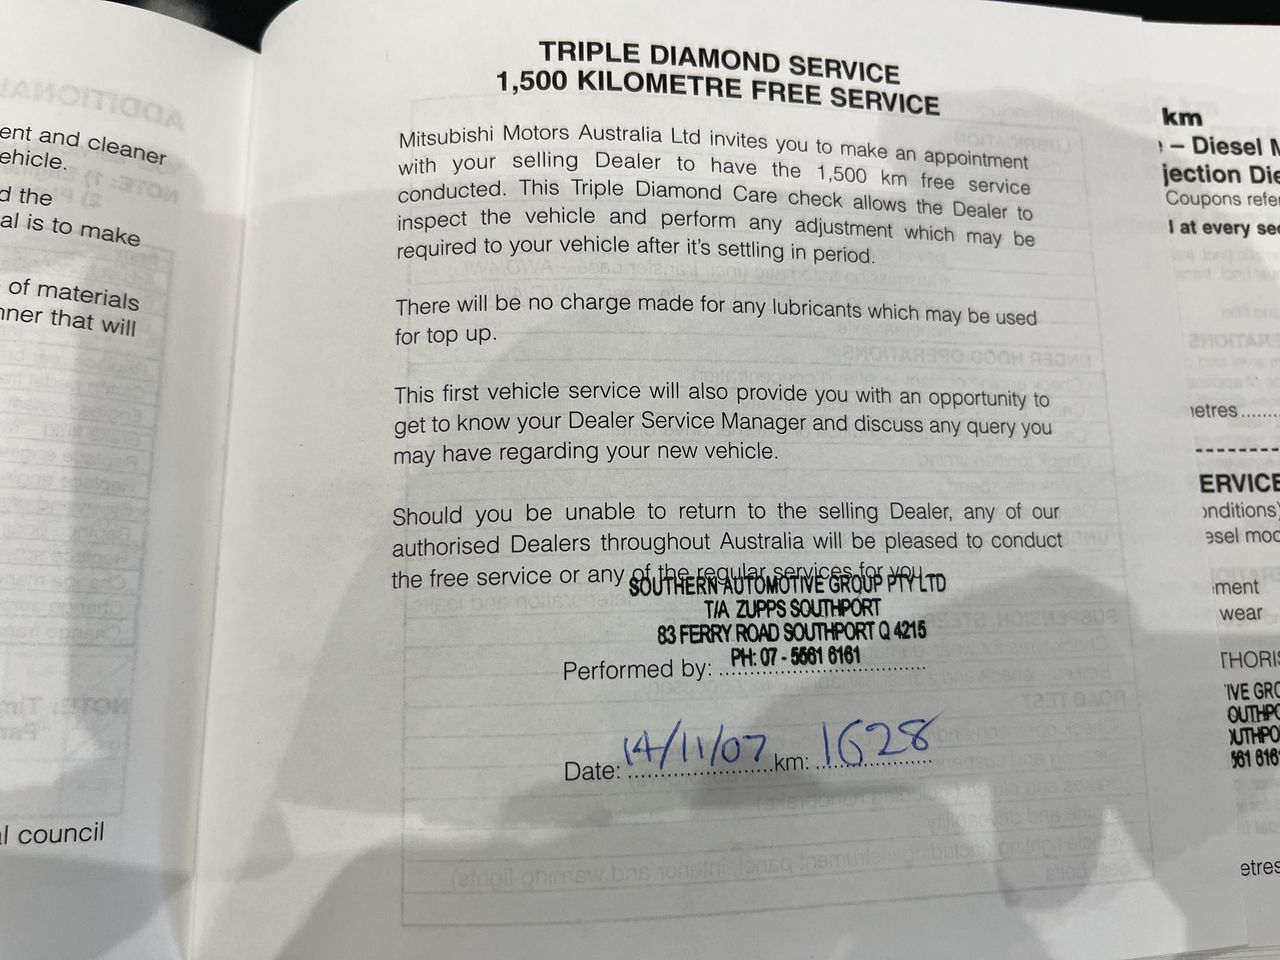 ent and cleaner
ehicle.
d the
al is to make
of materials
nner that will
al council
TRIPLE DIAMOND SERVICE
1,500 KILOMETRE FREE SERVICE
Mitsubishi Motors Australia Ltd invites you to make an appointment
with your selling Dealer to have the 1,500 km free service
conducted. This Triple Diamond Care check allows the Dealer to
inspect the vehicle and perform any adjustment which may be
required to your vehicle after it's settling in period.
There will be no charge made for any lubricants which may be used
for top up.
This first vehicle service will also provide you with an opportunity to
get to know your Dealer Service Manager and discuss any query you
may have regarding your new vehicle.
Should you be unable to return to the selling Dealer, any of our
authorised Dealers throughout Australia will be pleased to conduct
the free service or any of the regular services for you.
SOUTHERN AUTOMOTIVE GROUP PTY LTD
T/A ZUPPS SOUTHPORT
83 FERRY ROAD SOUTHPORT Q 4215
PH: 07 - 5561 6161
Performed by:
Date: 14/11/07 km: 1628
km
– Diesel M
jection Die
Coupons refe
at every se
etres
ERVICE
onditions)
esel mod
ment
wear
THORIS
IVE GRO
OUTHPO
OUTHPO
561 616
etres